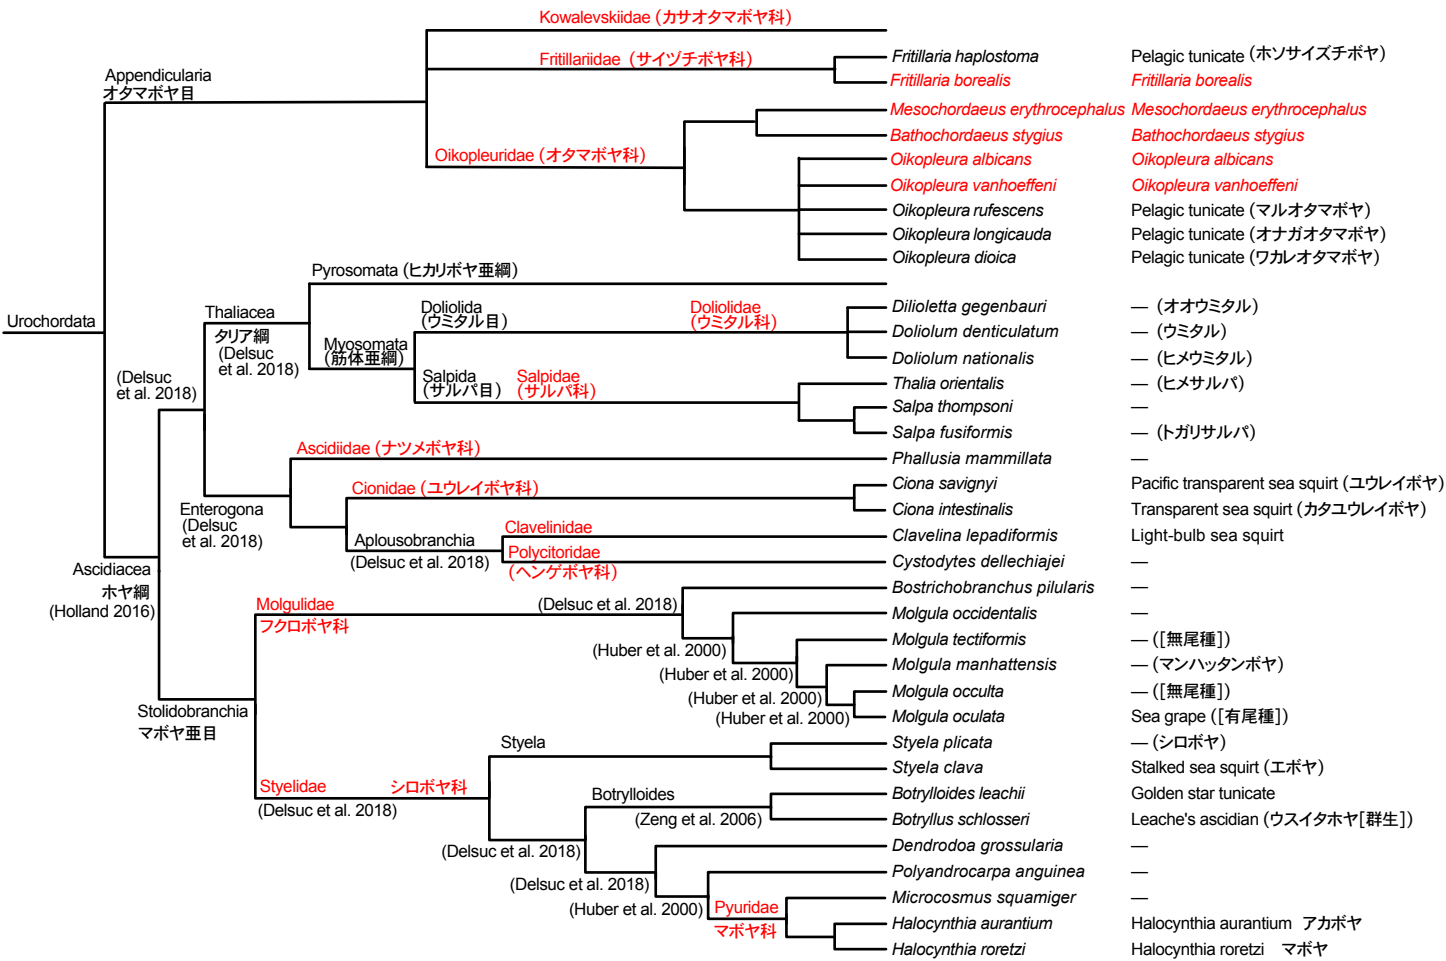 Kowalevskiidae (カサオタマボヤ科)
Fritillariidae (サイヅチボヤ科)
Fritillaria haplostoma Pelagic tunicate (ホソサイズチボヤ)
Appendicularia
オタマボヤ目
Fritillaria borealis Fritillaria borealis
Mesochordaeus erythrocephalus Mesochordaeus erythrocephalus
Bathochordaeus stygius Bathochordaeus stygius
Oikopleuridae (オタマボヤ科)
Oikopleura albicans Oikopleura albicans
Oikopleura vanhoeffeni Oikopleura vanhoeffeni
Oikopleura rufescens Pelagic tunicate (マルオタマボヤ)
Oikopleura longicauda Pelagic tunicate (オナガオタマボヤ)
Oikopleura dioica Pelagic tunicate (ワカレオタマボヤ)
Pyrosomata (ヒカリボヤ亜綱)
Urochordata
Thaliacea
タリア綱
(Delsuc
et al. 2018)
Doliolida
(ウミタル目)
Doliolidae
(ウミタル科)
Dilioletta gegenbauri — (オオウミタル)
Doliolum denticulatum — (ウミタル)
Doliolum nationalis — (ヒメウミタル)
Myosomata
(筋体亜綱)
Salpida
(サルパ目)
Salpidae
(サルパ科)
Thalia orientalis — (ヒメサルパ)
Salpa thompsoni —
Salpa fusiformis — (トガリサルパ)
(Delsuc
et al. 2018)
Ascidiidae (ナツメボヤ科)
Phallusia mammillata —
Cionidae (ユウレイボヤ科)
Ciona savignyi Pacific transparent sea squirt (ユウレイボヤ)
Ciona intestinalis Transparent sea squirt (カタユウレイボヤ)
Enterogona
(Delsuc
et al. 2018)
Clavelinidae
Clavelina lepadiformis Light-bulb sea squirt
Aplousobranchia
(Delsuc et al. 2018)
Polycitoridae
(ヘンゲボヤ科)
Cystodytes dellechiajei —
Ascidiacea
ホヤ綱
(Holland 2016)
Bostrichobranchus pilularis —
Molgulidae
フクロボヤ科
(Delsuc et al. 2018)
Molgula occidentalis —
Molgula tectiformis — ([無尾種])
(Huber et al. 2000)
Molgula manhattensis — (マンハッタンボヤ)
(Huber et al. 2000)
Molgula occulta — ([無尾種])
(Huber et al. 2000)
Molgula oculata Sea grape ([有尾種])
(Huber et al. 2000)
Stolidobranchia
マボヤ亜目
Styela
Styela plicata — (シロボヤ)
Styela clava Stalked sea squirt (エボヤ)
Styelidae シロボヤ科
(Delsuc et al. 2018)
Botrylloides
(Zeng et al. 2006)
Botrylloides leachii Golden star tunicate
Botryllus schlosseri Leache's ascidian (ウスイタホヤ[群生])
(Delsuc et al. 2018)
Dendrodoa grossularia —
Polyandrocarpa anguinea —
(Delsuc et al. 2018)
Microcosmus squamiger —
(Huber et al. 2000)
Pyuridae
マボヤ科
Halocynthia aurantium Halocynthia aurantium アカボヤ
Halocynthia roretzi Halocynthia roretzi マボヤ